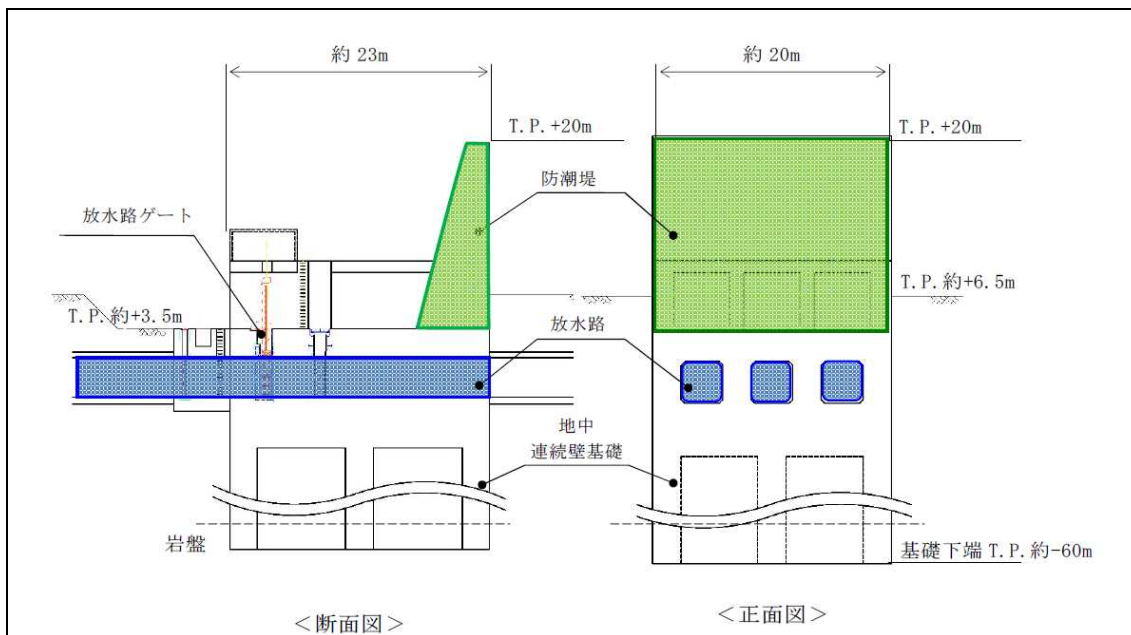 約 23m
約 20m
T.P.+20m
T.P.+20m
防潮堤
放水路ゲート
T.P.約+6.5m
T.P.約+3.5m
放水路
地中
連続壁基礎
岩盤
基礎下端 T.P.約-60m
＜断面図＞
＜正面図＞